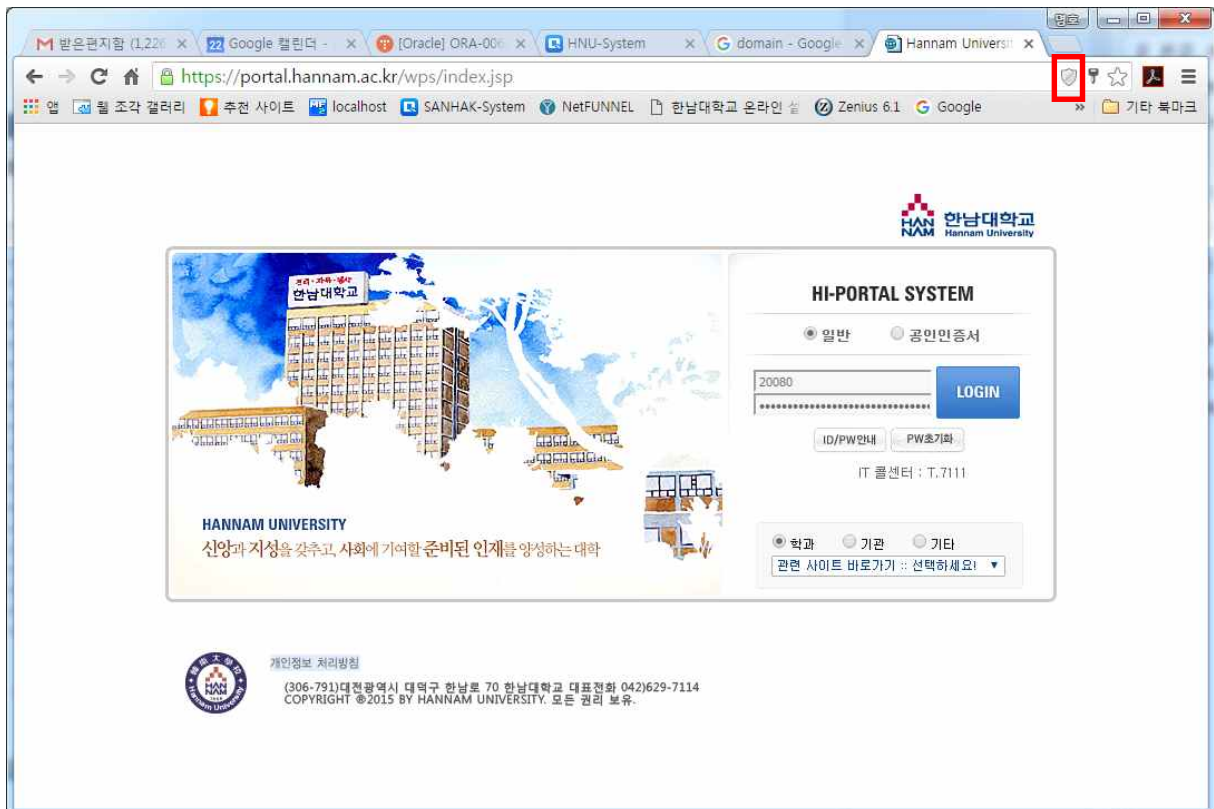 필호
받은편지함 (1,226
22 Google 캘린더 -
[Oracle] ORA-006
HNU-System
domain - Google
Hannam Universit
https://portal.hannam.ac.kr/wps/index.jsp
앱 웹 조각 갤러리 추천 사이트 localhost SANHAK-System NetFUNNEL 한남대학교 온라인 Zenius 6.1 Google » 기타 북마크
HAN
NAM
한남대학교
Hannam University
한남대학교
HI-PORTAL SYSTEM
일반 공인인증서
20080
LOGIN
ID/PW안내 PW초기화
IT 콜센터 : T.7111
HANNAM UNIVERSITY
신앙과 지성을 갖추고, 사회에 기여할 준비된 인재를 양성하는 대학
학과 기관 기타
관련 사이트 바로가기 :: 선택하세요! ▼
HAN
NAM
개인정보 처리방침
(306-791)대전광역시 대덕구 한남로 70 한남대학교 대표전화 042)629-7114
COPYRIGHT ©2015 BY HANNAM UNIVERSITY. 모든 권리 보유.